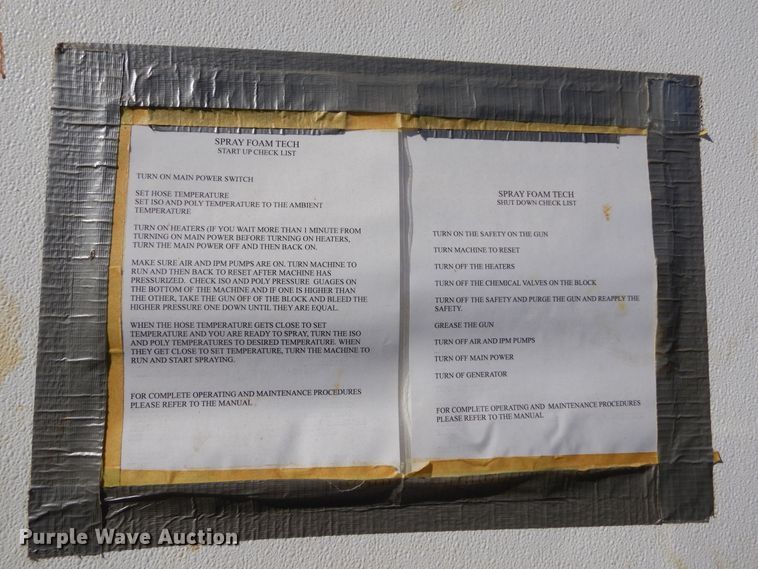 SPRAY FOAM TECH
START UP CHECK LIST
TURN ON MAIN POWER SWITCH
SET HOSE TEMPERATURE
SET ISO AND POLY TEMPERATURE TO THE AMBIENT
TEMPERATURE
TURN ON HEATERS (IF YOU WAIT MORE THAN 1 MINUTE FROM
TURNING ON MAIN POWER BEFORE TURNING ON HEATERS,
TURN THE MAIN POWER OFF AND THEN BACK ON.
MAKE SURE AIR AND IPM PUMPS ARE ON. TURN MACHINE TO
RUN AND THEN BACK TO RESET AFTER MACHINE HAS
PRESSURIZED. CHECK ISO AND POLY PRESSURE GUAGES ON
THE BOTTOM OF THE MACHINE AND IF ONE IS HIGHER THAN
THE OTHER, TAKE THE GUN OFF OF THE BLOCK AND BLEED THE
HIGHER PRESSURE ONE DOWN UNTIL THEY ARE EQUAL.
WHEN THE HOSE TEMPERATURE GETS CLOSE TO SET
TEMPERATURE AND YOU ARE READY TO SPRAY, TURN THE ISO
AND POLY TEMPERATURES TO DESIRED TEMPERATURE. WHEN
THEY GET CLOSE TO SET TEMPERATURE, TURN THE MACHINE TO
RUN AND START SPRAYING.
FOR COMPLETE OPERATING AND MAINTENANCE PROCEDURES
PLEASE REFER TO THE MANUAL
SPRAY FOAM TECH
SHUT DOWN CHECK LIST
TURN ON THE SAFETY ON THE GUN
TURN MACHINE TO RESET
TURN OFF THE HEATERS
TURN OFF THE CHEMICAL VALVES ON THE BLOCK
TURN OFF THE SAFETY AND PURGE THE GUN AND REAPPLY THE
SAFETY.
GREASE THE GUN
TURN OFF AIR AND IPM PUMPS
TURN OFF MAIN POWER
TURN OF GENERATOR
FOR COMPLETE OPERATING AND MAINTENANCE PROCEDURES
PLEASE REFER TO THE MANUAL
Purple Wave Auction®